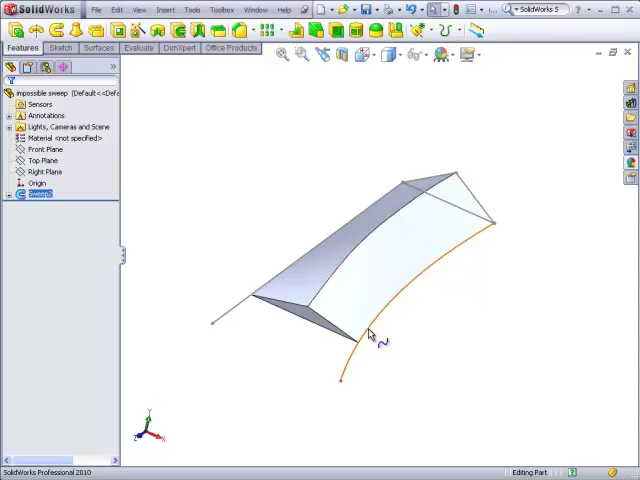 SolidWorks File Edit View Insert Tools Toolbox Window Help SolidWorks S
Features Sketch Surfaces Evaluate DimXpert Office Products
impossible sweep (Default<<Defa
Sensors
Annotations
Lights, Cameras and Scene
Material <not specified>
Front Plane
Top Plane
Right Plane
Origin
Sweep2
Y
Z X
SolidWorks Professional 2010 Editing Part